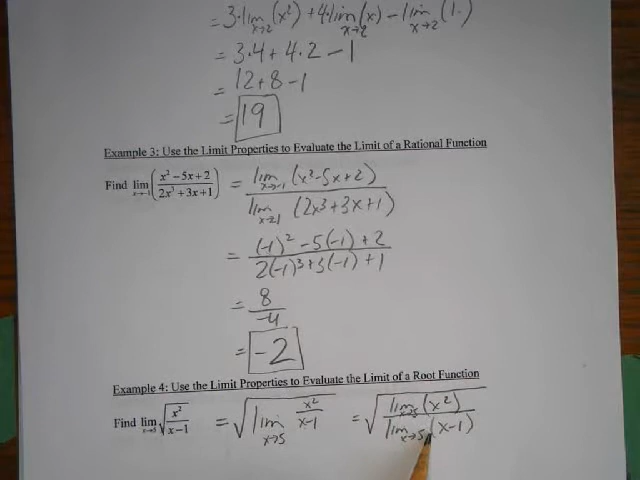 = 3·lim x→2 (x²) + 4·lim x→2 (x) - lim x→2 (1)
= 3·4 + 4·2 - 1
= 12 + 8 - 1
= 19
Example 3: Use the Limit Properties to Evaluate the Limit of a Rational Function
Find lim x→-1 ( (x² - 5x + 2) / (2x³ + 3x + 1) ) = lim x→-1 (x² - 5x + 2) / lim x→-1 (2x³ + 3x + 1)
= ((-1)² - 5(-1) + 2) / (2(-1)³ + 3(-1) + 1)
= 8 / -4
= -2
Example 4: Use the Limit Properties to Evaluate the Limit of a Root Function
Find lim x→5 √(x² / (x - 1)) = √(lim x→5 x² / (x-1)) = √(lim x→5 (x²) / lim x→5 (x-1))